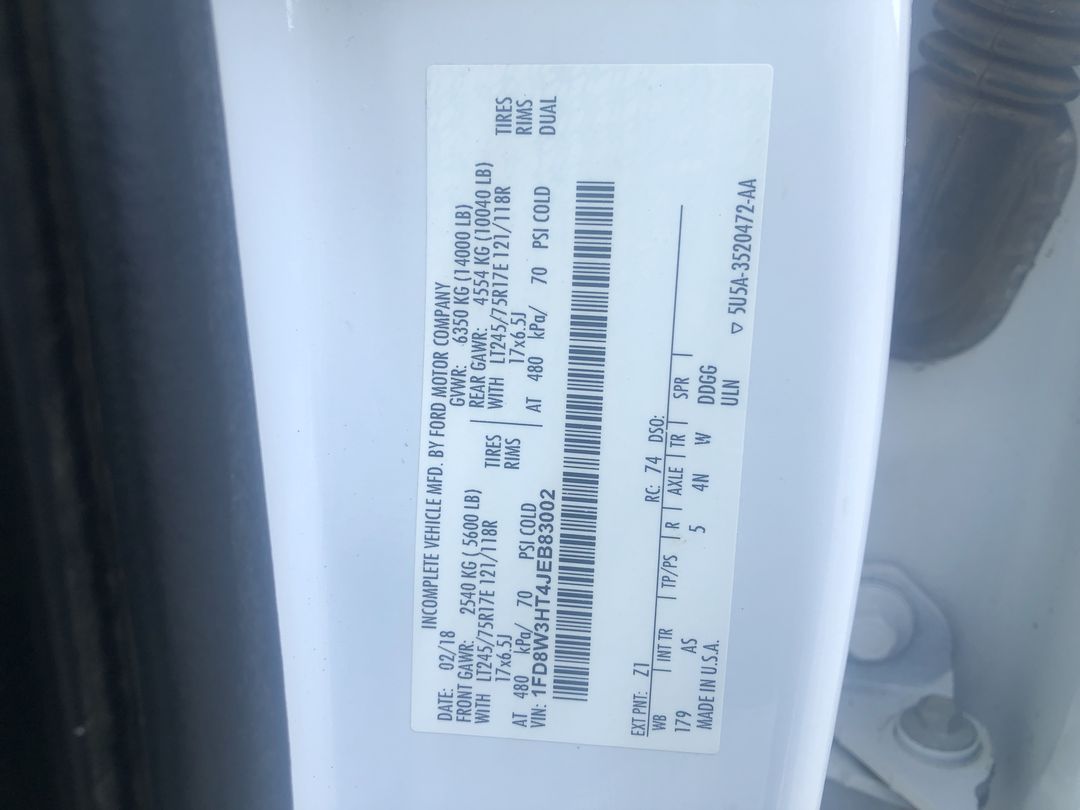 INCOMPLETE VEHICLE MFD. BY FORD MOTOR COMPANY
DATE: 02/18 GVWR: 6350 KG (14000 LB)
FRONT GAWR: 2540 KG ( 5600 LB) REAR GAWR: 4554 KG (10040 LB)
WITH LT245/75R17E 121/118R TIRES WITH LT245/75R17E 121/118R TIRES
17x6.5J RIMS 17x6.5J RIMS
AT 480 kPa/ 70 PSI COLD AT 480 kPa/ 70 PSI COLD DUAL
VIN: 1FD8W3HT4JEB83002
EXT PNT: Z1 RC: 74 DSO:
WB INT TR TP/PS R AXLE TR SPR
179 AS 5 4N W DDGG
MADE IN U.S.A. ULN
▽ 5U5A-3520472-AA